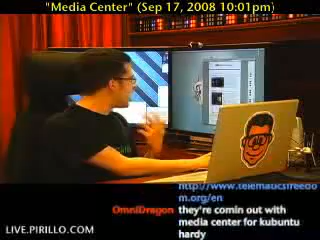 "Media Center" (Sep 17, 2008 10:01pm)
http://www.telematicsfreedo
m.org/en
OmniDragon they're comin out with
media center for kubuntu
hardy
LIVE.PIRILLO.COM